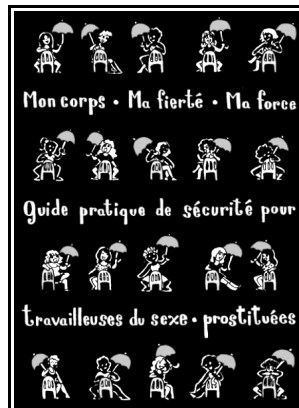 Mon corps • Ma fierté • Ma force
guide pratique de sécurité pour
travailleuses du sexe • prostituées